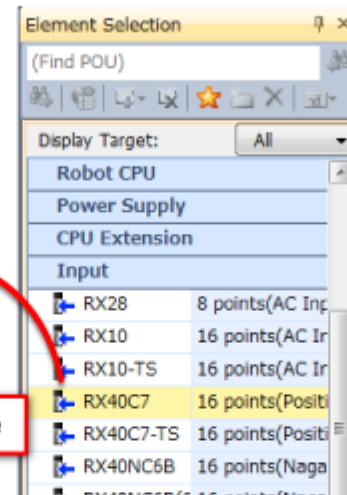 Element Selection
(Find POU)
Display Target: All
Robot CPU
Power Supply
CPU Extension
Input
RX28 8 points(AC Inp
RX10 16 points(AC Ir
RX10-TS 16 points(AC Ir
RX40C7 16 points(Positi
RX40C7-TS 16 points(Positi
RX40NC6B 16 points(Naga